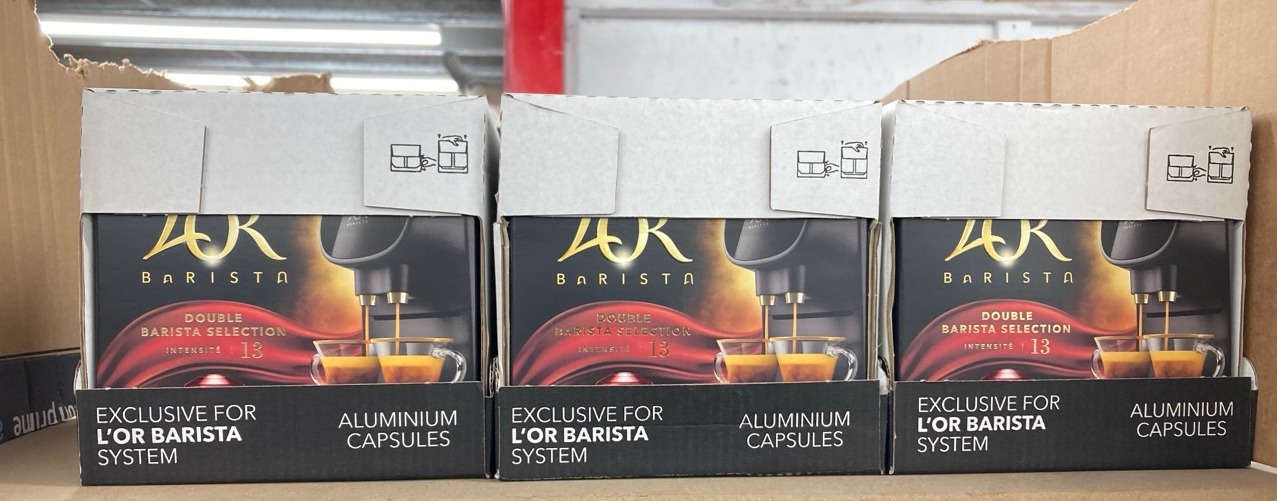 L'OR
BARISTA
DOUBLE
BARISTA SELECTION
INTENSITÉ | 13
EXCLUSIVE FOR
L'OR BARISTA
SYSTEM
ALUMINIUM
CAPSULES
L'OR
BARISTA
DOUBLE
BARISTA SELECTION
INTENSITÉ | 13
EXCLUSIVE FOR
L'OR BARISTA
SYSTEM
ALUMINIUM
CAPSULES
L'OR
BARISTA
DOUBLE
BARISTA SELECTION
INTENSITÉ | 13
EXCLUSIVE FOR
L'OR BARISTA
SYSTEM
ALUMINIUM
CAPSULES